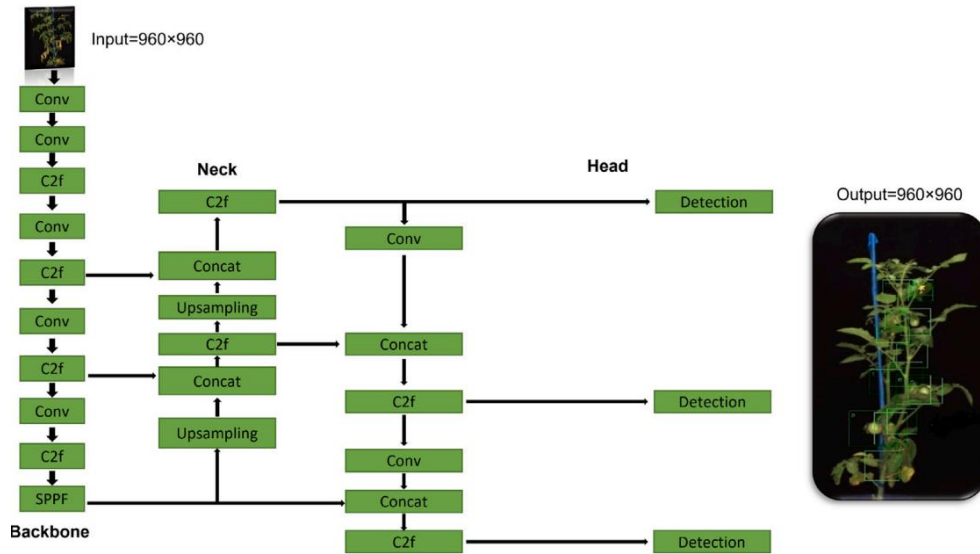 Input=960×960
Conv
Conv
C2f
Conv
C2f
Conv
C2f
Conv
C2f
SPPF
Backbone
Neck
C2f
Concat
Upsampling
C2f
Concat
Upsampling
Head
Conv
Concat
C2f
Conv
Concat
C2f
Detection
Detection
Detection
Output=960×960